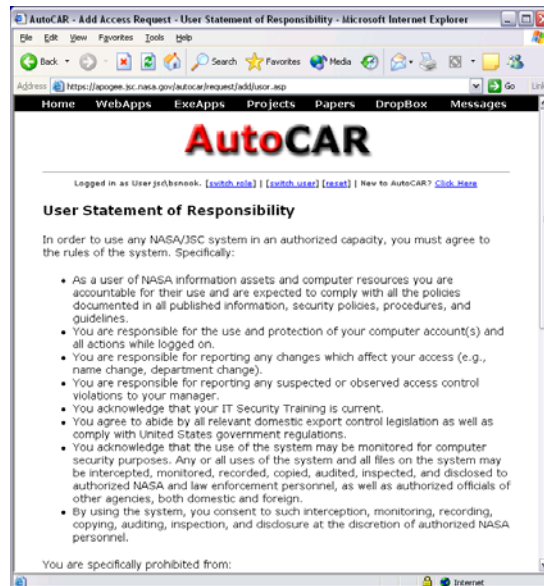 AutoCAR - Add Access Request - User Statement of Responsibility - Microsoft Internet Explorer
File Edit View Favorites Tools Help
Back Search Favorites Media
Address https://apogee.jsc.nasa.gov/autocar/request/add/usor.asp Go Link
Home WebApps ExeApps Projects Papers DropBox Messages
AutoCAR
Logged in as User jsc\bsnook. [switch role] | [switch user] [reset] | New to AutoCAR? Click Here
User Statement of Responsibility
In order to use any NASA/JSC system in an authorized capacity, you must agree to
the rules of the system. Specifically:
• As a user of NASA information assets and computer resources you are
accountable for their use and are expected to comply with all the policies
documented in all published information, security policies, procedures, and
guidelines.
• You are responsible for the use and protection of your computer account(s) and
all actions while logged on.
• You are responsible for reporting any changes which affect your access (e.g.,
name change, department change).
• You are responsible for reporting any suspected or observed access control
violations to your manager.
• You acknowledge that your IT Security Training is current.
• You agree to abide by all relevant domestic export control legislation as well as
comply with United States government regulations.
• You acknowledge that the use of the system may be monitored for computer
security purposes. Any or all uses of the system and all files on the system may
be intercepted, monitored, recorded, copied, audited, inspected, and disclosed to
authorized NASA and law enforcement personnel, as well as authorized officials of
other agencies, both domestic and foreign.
• By using the system, you consent to such interception, monitoring, recording,
copying, auditing, inspection, and disclosure at the discretion of authorized NASA
personnel.
You are specifically prohibited from:
Internet